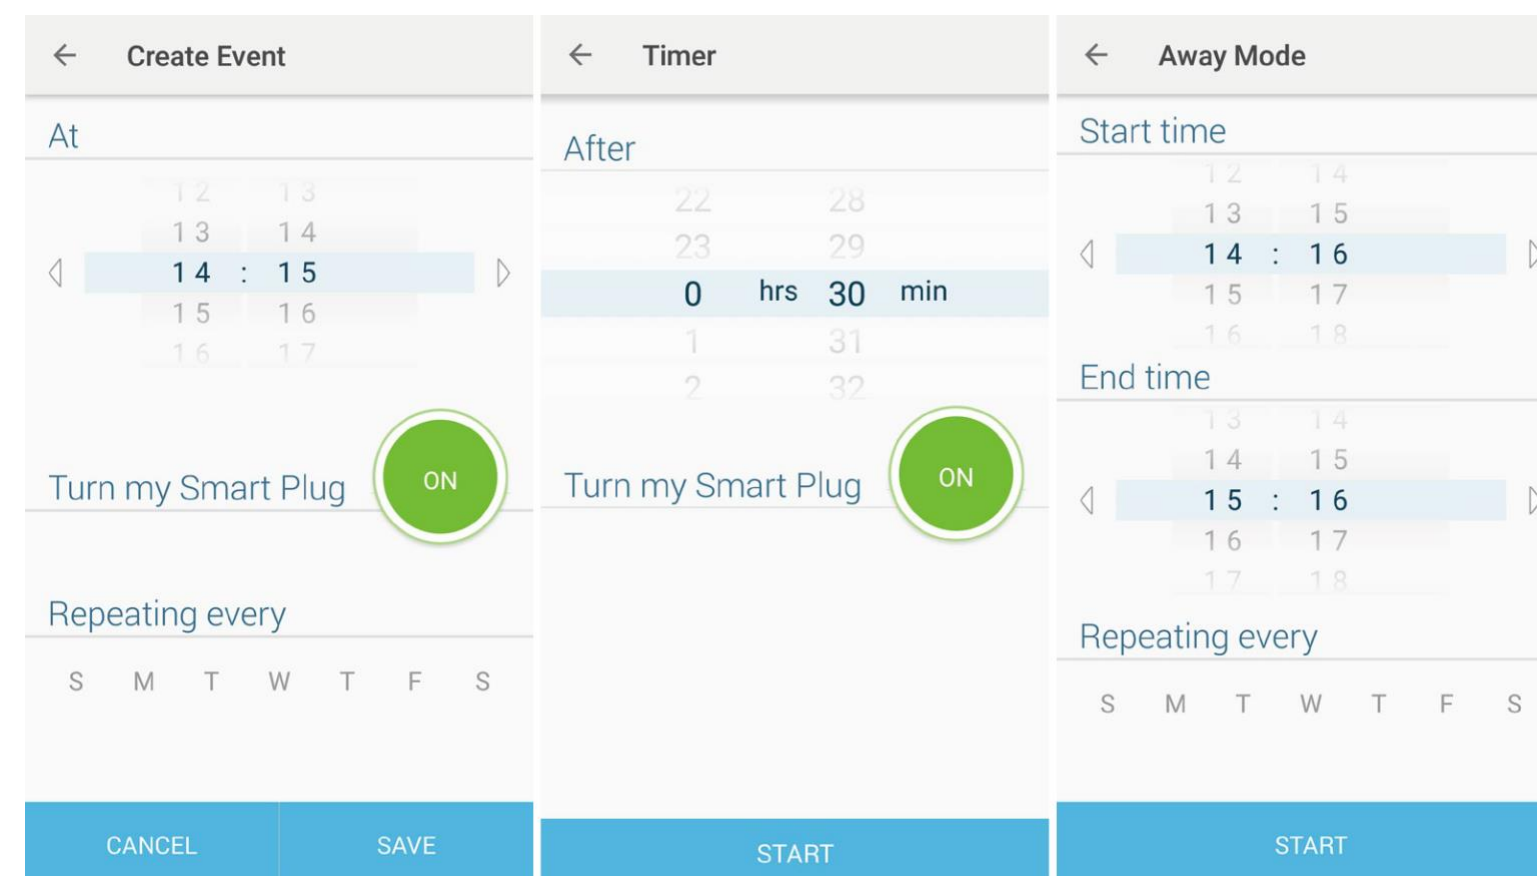 Create Event
At
12 13
13 14
14 : 15
15 16
16 17
Turn my Smart Plug ON
Repeating every
S M T W T F S
CANCEL SAVE
Timer
After
22 28
23 29
0 hrs 30 min
1 31
2 32
Turn my Smart Plug ON
START
Away Mode
Start time
12 14
13 15
14 : 16
15 17
16 18
End time
13 14
14 15
15 : 16
16 17
17 18
Repeating every
S M T W T F S
START